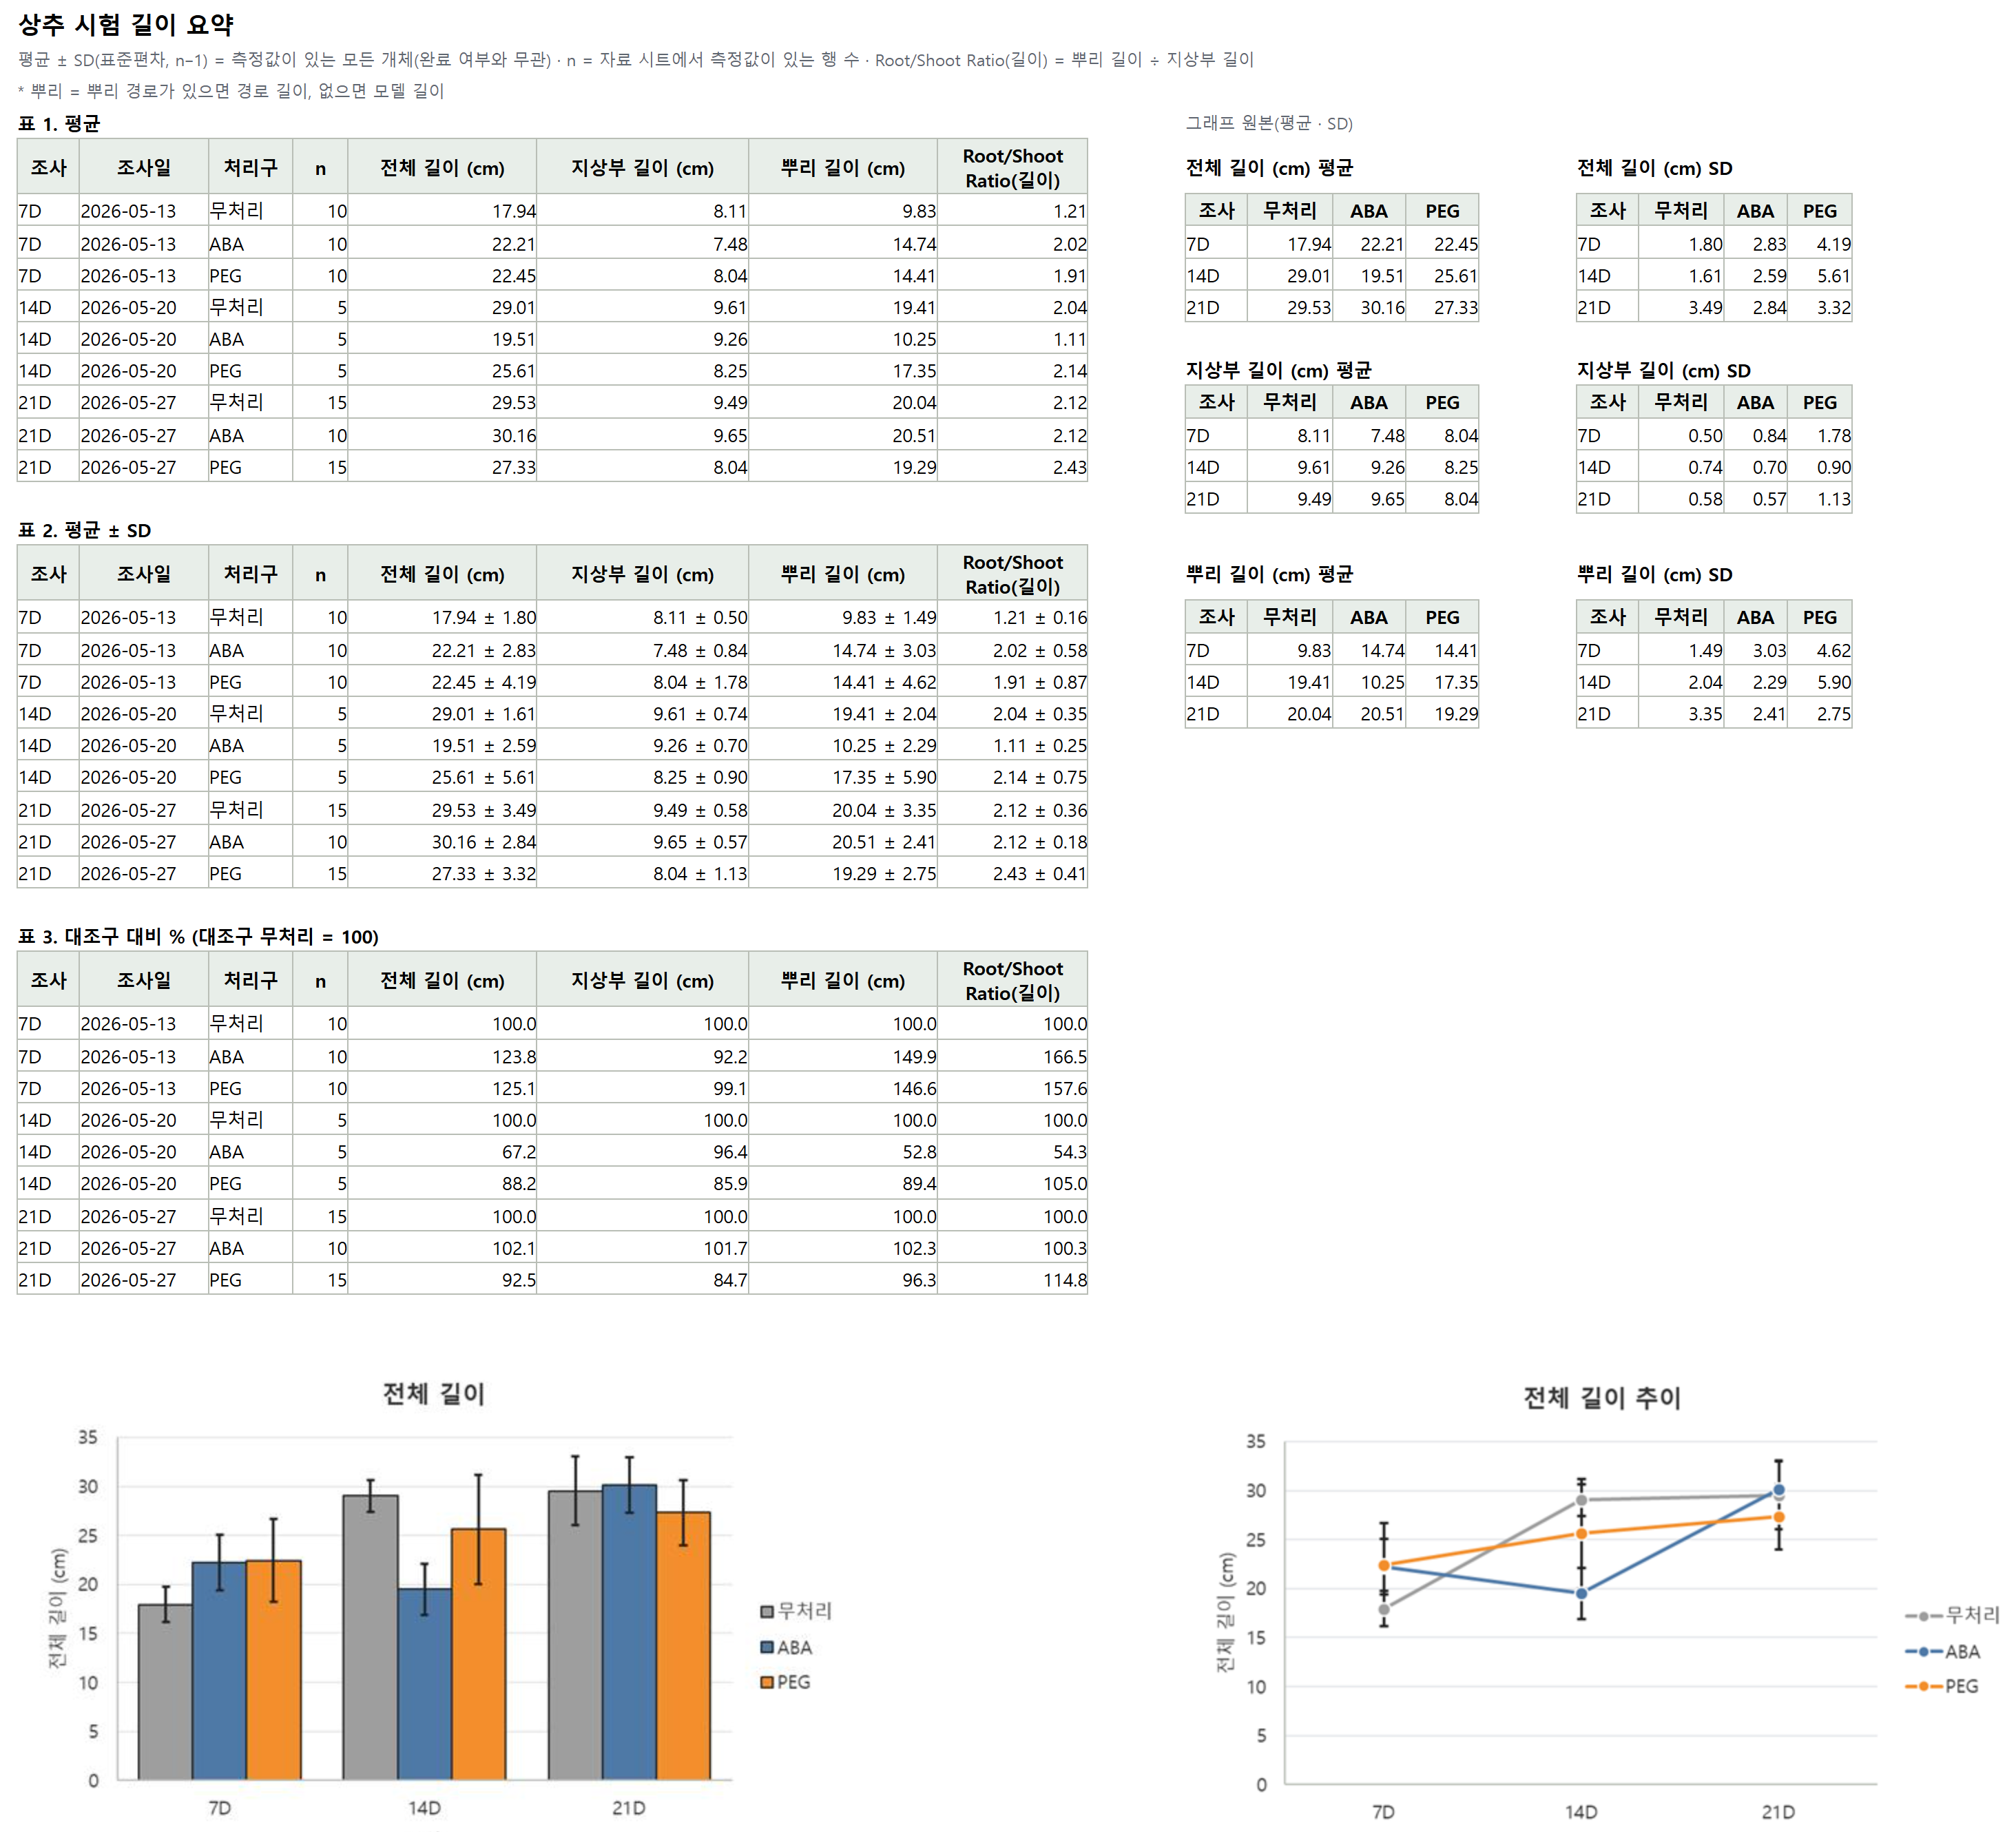 상추 시험 길이 요약
평균 ± SD(표준편차, n−1) = 측정값이 있는 모든 개체(완료 여부와 무관) · n = 자료 시트에서 측정값이 있는 행 수 · Root/Shoot Ratio(길이) = 뿌리 길이 ÷ 지상부 길이
* 뿌리 = 뿌리 경로가 있으면 경로 길이, 없으면 모델 길이
표 1. 평균
조사 조사일 처리구 n 전체 길이 (cm) 지상부 길이 (cm) 뿌리 길이 (cm) Root/Shoot Ratio(길이)
7D 2026-05-13 무처리 10 17.94 8.11 9.83 1.21
7D 2026-05-13 ABA 10 22.21 7.48 14.74 2.02
7D 2026-05-13 PEG 10 22.45 8.04 14.41 1.91
14D 2026-05-20 무처리 5 29.01 9.61 19.41 2.04
14D 2026-05-20 ABA 5 19.51 9.26 10.25 1.11
14D 2026-05-20 PEG 5 25.61 8.25 17.35 2.14
21D 2026-05-27 무처리 15 29.53 9.49 20.04 2.12
21D 2026-05-27 ABA 10 30.16 9.65 20.51 2.12
21D 2026-05-27 PEG 15 27.33 8.04 19.29 2.43
표 2. 평균 ± SD
조사 조사일 처리구 n 전체 길이 (cm) 지상부 길이 (cm) 뿌리 길이 (cm) Root/Shoot Ratio(길이)
7D 2026-05-13 무처리 10 17.94 ± 1.80 8.11 ± 0.50 9.83 ± 1.49 1.21 ± 0.16
7D 2026-05-13 ABA 10 22.21 ± 2.83 7.48 ± 0.84 14.74 ± 3.03 2.02 ± 0.58
7D 2026-05-13 PEG 10 22.45 ± 4.19 8.04 ± 1.78 14.41 ± 4.62 1.91 ± 0.87
14D 2026-05-20 무처리 5 29.01 ± 1.61 9.61 ± 0.74 19.41 ± 2.04 2.04 ± 0.35
14D 2026-05-20 ABA 5 19.51 ± 2.59 9.26 ± 0.70 10.25 ± 2.29 1.11 ± 0.25
14D 2026-05-20 PEG 5 25.61 ± 5.61 8.25 ± 0.90 17.35 ± 5.90 2.14 ± 0.75
21D 2026-05-27 무처리 15 29.53 ± 3.49 9.49 ± 0.58 20.04 ± 3.35 2.12 ± 0.36
21D 2026-05-27 ABA 10 30.16 ± 2.84 9.65 ± 0.57 20.51 ± 2.41 2.12 ± 0.18
21D 2026-05-27 PEG 15 27.33 ± 3.32 8.04 ± 1.13 19.29 ± 2.75 2.43 ± 0.41
표 3. 대조구 대비 % (대조구 무처리 = 100)
조사 조사일 처리구 n 전체 길이 (cm) 지상부 길이 (cm) 뿌리 길이 (cm) Root/Shoot Ratio(길이)
7D 2026-05-13 무처리 10 100.0 100.0 100.0 100.0
7D 2026-05-13 ABA 10 123.8 92.2 149.9 166.5
7D 2026-05-13 PEG 10 125.1 99.1 146.6 157.6
14D 2026-05-20 무처리 5 100.0 100.0 100.0 100.0
14D 2026-05-20 ABA 5 67.2 96.4 52.8 54.3
14D 2026-05-20 PEG 5 88.2 85.9 89.4 105.0
21D 2026-05-27 무처리 15 100.0 100.0 100.0 100.0
21D 2026-05-27 ABA 10 102.1 101.7 102.3 100.3
21D 2026-05-27 PEG 15 92.5 84.7 96.3 114.8
그래프 원본(평균 · SD)
전체 길이 (cm) 평균
조사 무처리 ABA PEG
7D 17.94 22.21 22.45
14D 29.01 19.51 25.61
21D 29.53 30.16 27.33
전체 길이 (cm) SD
조사 무처리 ABA PEG
7D 1.80 2.83 4.19
14D 1.61 2.59 5.61
21D 3.49 2.84 3.32
지상부 길이 (cm) 평균
조사 무처리 ABA PEG
7D 8.11 7.48 8.04
14D 9.61 9.26 8.25
21D 9.49 9.65 8.04
지상부 길이 (cm) SD
조사 무처리 ABA PEG
7D 0.50 0.84 1.78
14D 0.74 0.70 0.90
21D 0.58 0.57 1.13
뿌리 길이 (cm) 평균
조사 무처리 ABA PEG
7D 9.83 14.74 14.41
14D 19.41 10.25 17.35
21D 20.04 20.51 19.29
뿌리 길이 (cm) SD
조사 무처리 ABA PEG
7D 1.49 3.03 4.62
14D 2.04 2.29 5.90
21D 3.35 2.41 2.75
전체 길이
전체 길이 (cm)
35
30
25
20
15
10
5
0
7D 14D 21D
무처리
ABA
PEG
전체 길이 추이
전체 길이 (cm)
35
30
25
20
15
10
5
0
7D 14D 21D
무처리
ABA
PEG